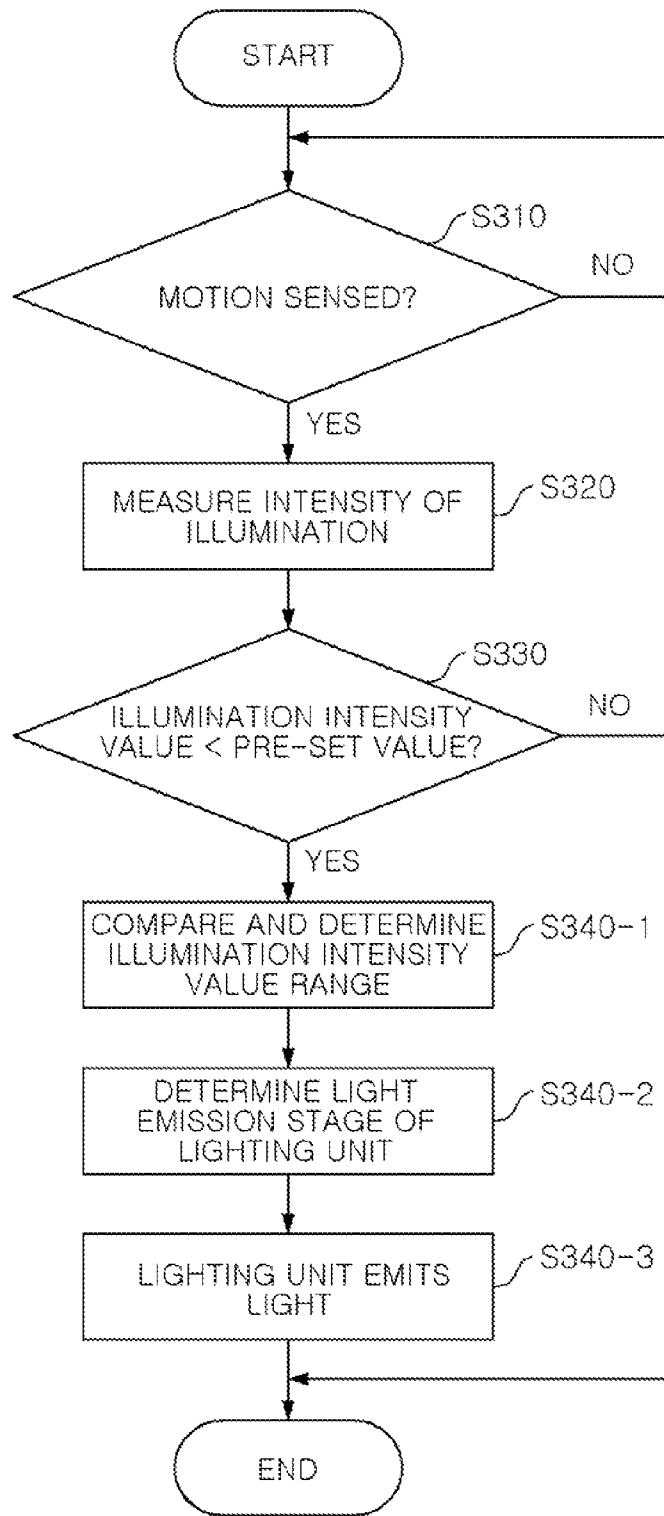 START
S310
MOTION SENSED?
NO
YES
MEASURE INTENSITY OF
ILLUMINATION
S320
S330
ILLUMINATION INTENSITY
VALUE < PRE-SET VALUE?
NO
YES
COMPARE AND DETERMINE
ILLUMINATION INTENSITY
VALUE RANGE
S340-1
DETERMINE LIGHT
EMISSION STAGE OF
LIGHTING UNIT
S340-2
LIGHTING UNIT EMITS
LIGHT
S340-3
END